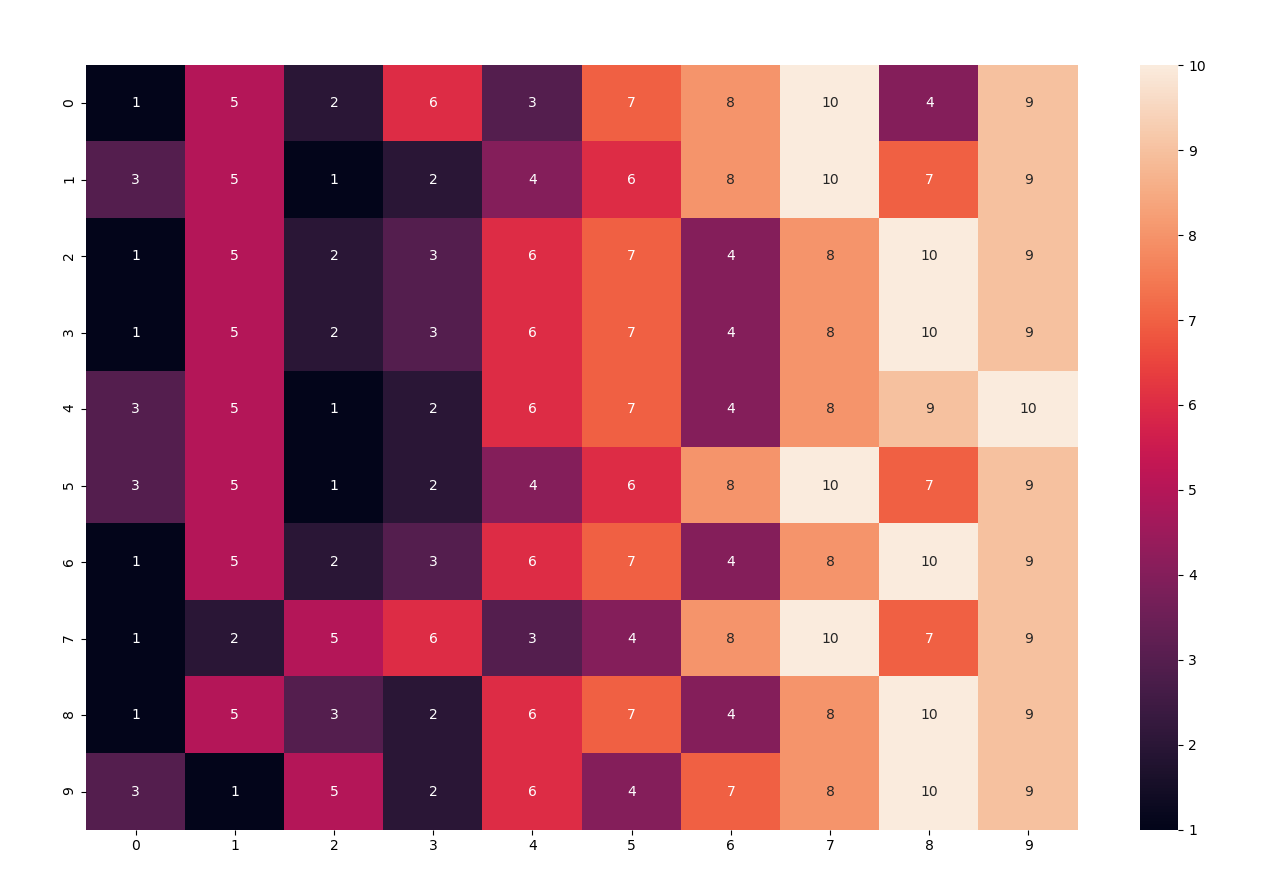 0 1 5 2 6 3 7 8 10 4 9
1 3 5 1 2 4 6 8 10 7 9
2 1 5 2 3 6 7 4 8 10 9
3 1 5 2 3 6 7 4 8 10 9
4 3 5 1 2 6 7 4 8 9 10
5 3 5 1 2 4 6 8 10 7 9
6 1 5 2 3 6 7 4 8 10 9
7 1 2 5 6 3 4 8 10 7 9
8 1 5 3 2 6 7 4 8 10 9
9 3 1 5 2 6 4 7 8 10 9
0 1 2 3 4 5 6 7 8 9
10
9
8
7
6
5
4
3
2
1